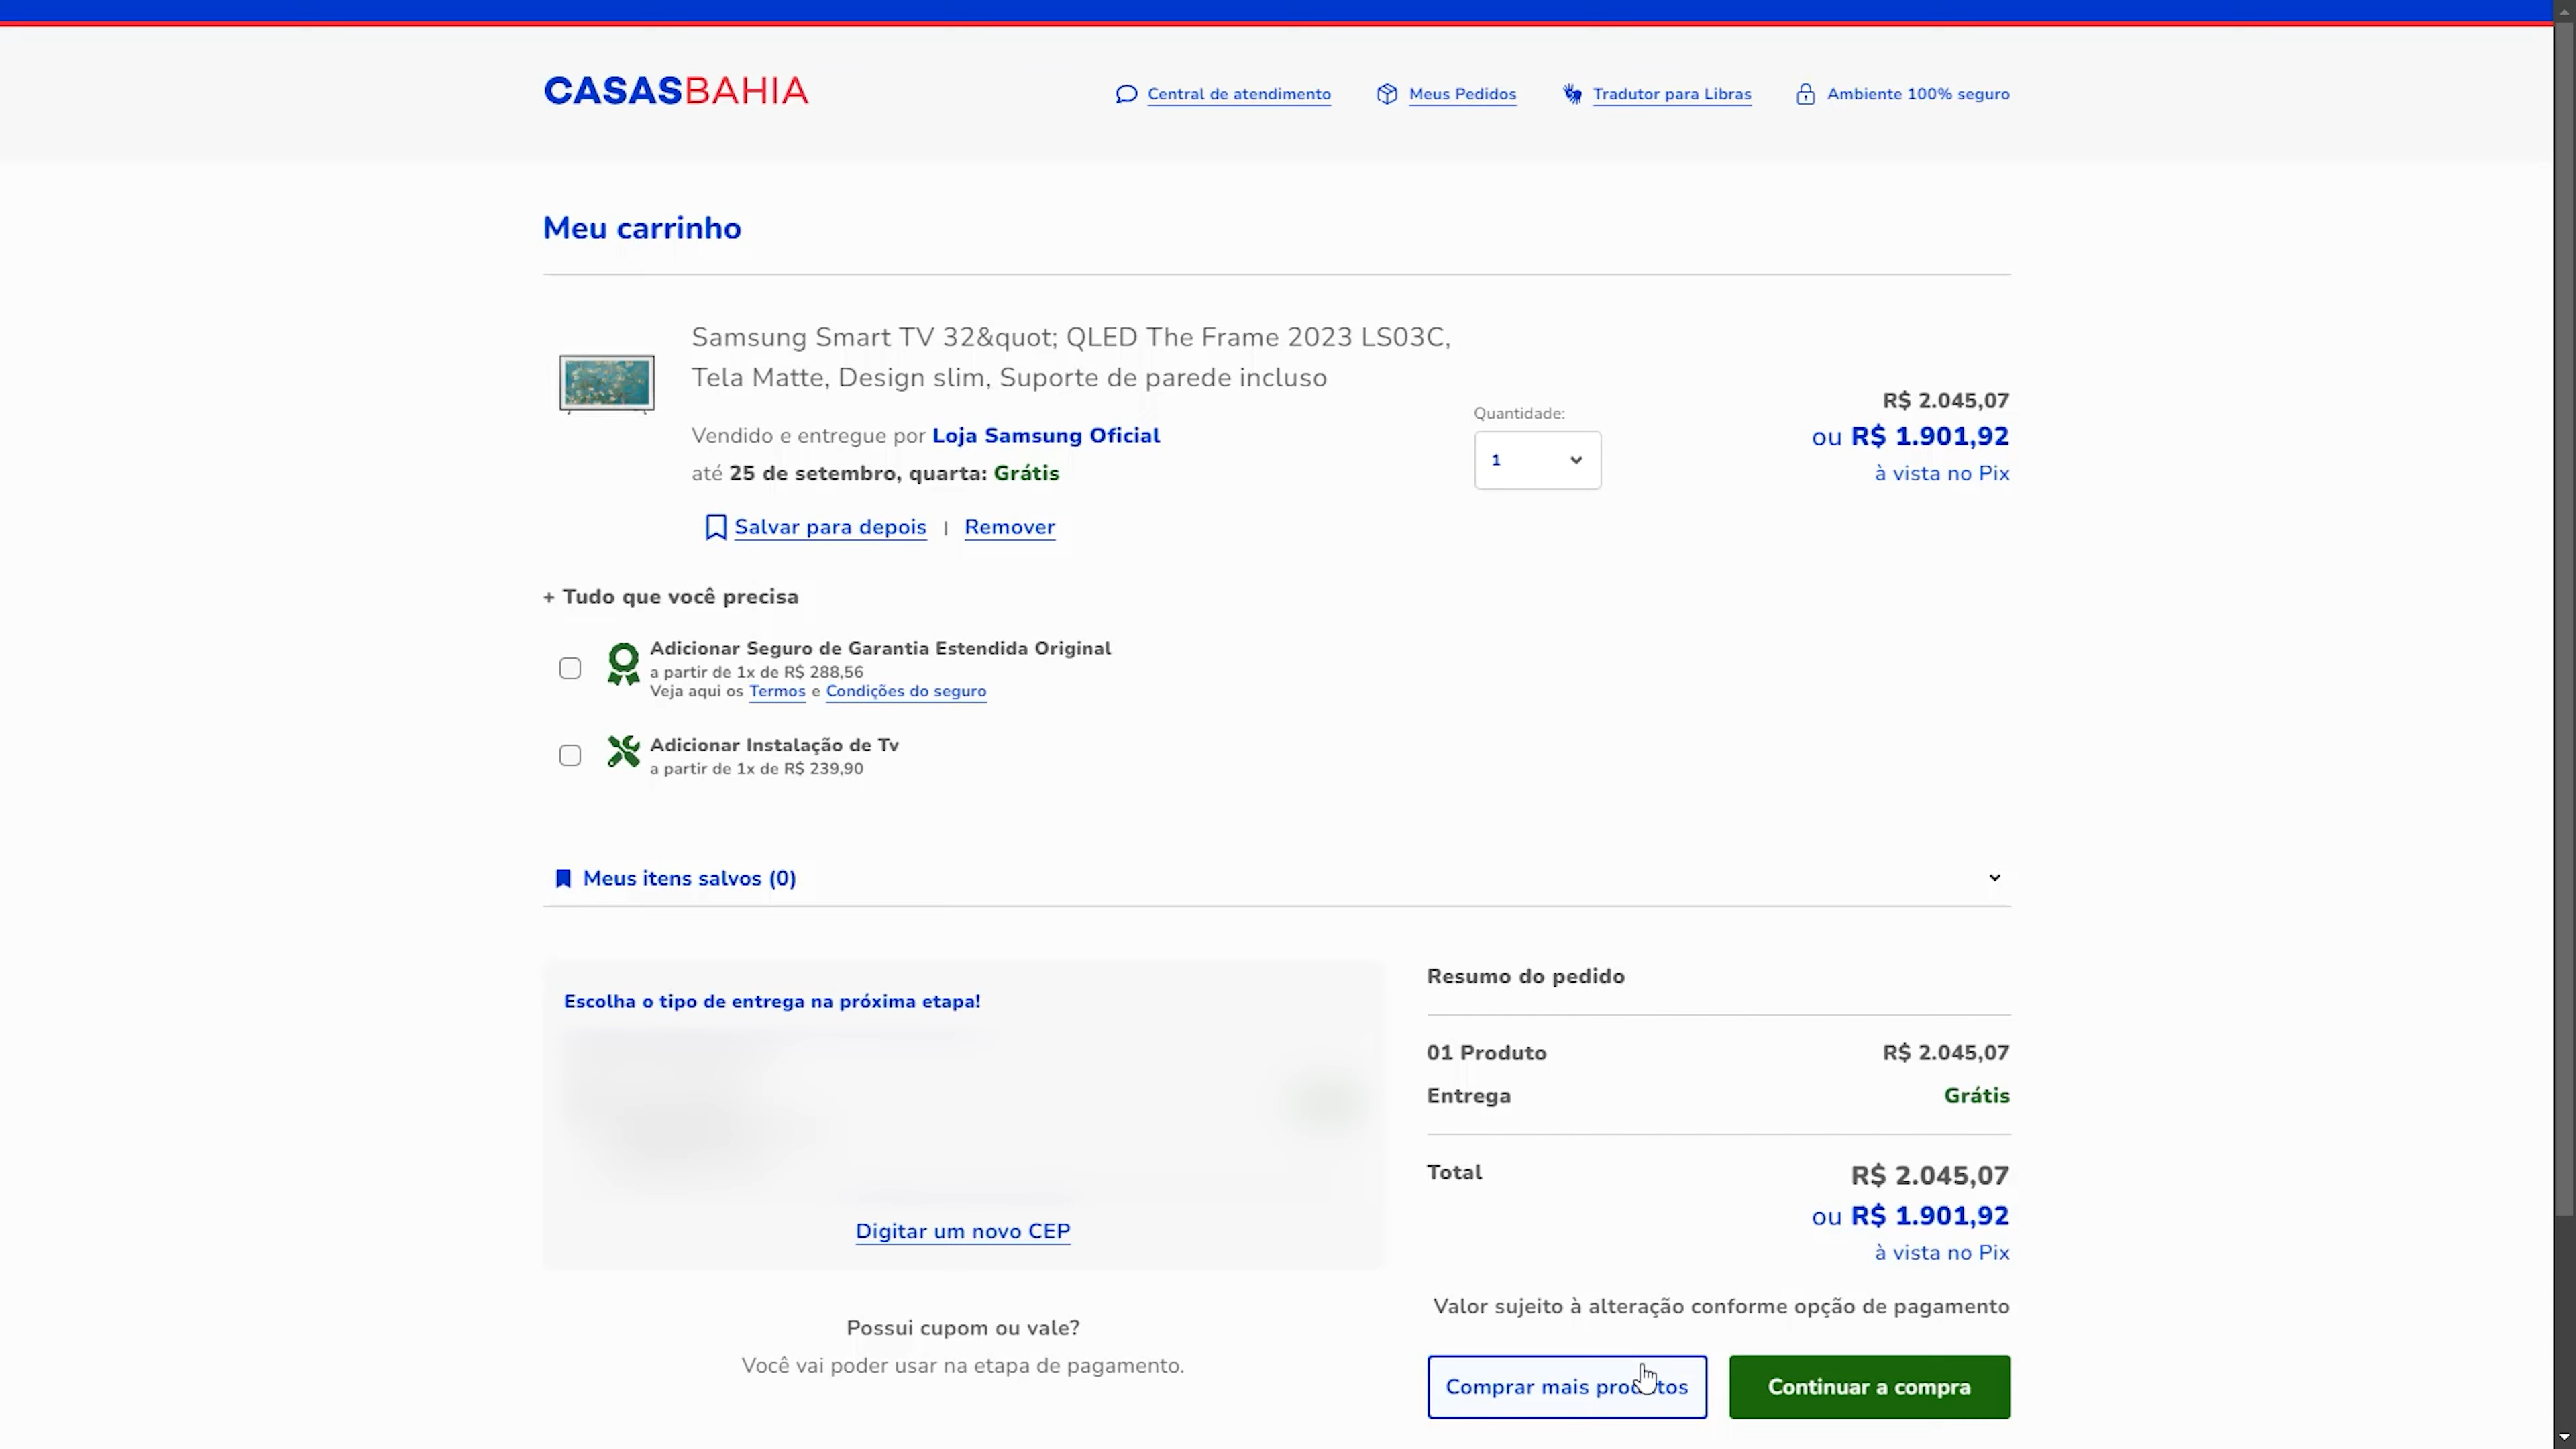 CASASBAHIA
Central de atendimento
Meus Pedidos
Tradutor para Libras
Ambiente 100% seguro
Meu carrinho
Samsung Smart TV 32&quot; QLED The Frame 2023 LS03C,
Tela Matte, Design slim, Suporte de parede incluso
Vendido e entregue por Loja Samsung Oficial
até 25 de setembro, quarta: Grátis
Salvar para depois | Remover
Quantidade:
1
R$ 2.045,07
ou R$ 1.901,92
à vista no Pix
+ Tudo que você precisa
Adicionar Seguro de Garantia Estendida Original
a partir de 1x de R$ 288,56
Veja aqui os Termos e Condições do seguro
Adicionar Instalação de Tv
a partir de 1x de R$ 239,90
Meus itens salvos (0)
Escolha o tipo de entrega na próxima etapa!
Digitar um novo CEP
Possui cupom ou vale?
Você vai poder usar na etapa de pagamento.
Resumo do pedido
01 Produto R$ 2.045,07
Entrega Grátis
Total R$ 2.045,07
ou R$ 1.901,92
à vista no Pix
Valor sujeito à alteração conforme opção de pagamento
Comprar mais produtos
Continuar a compra